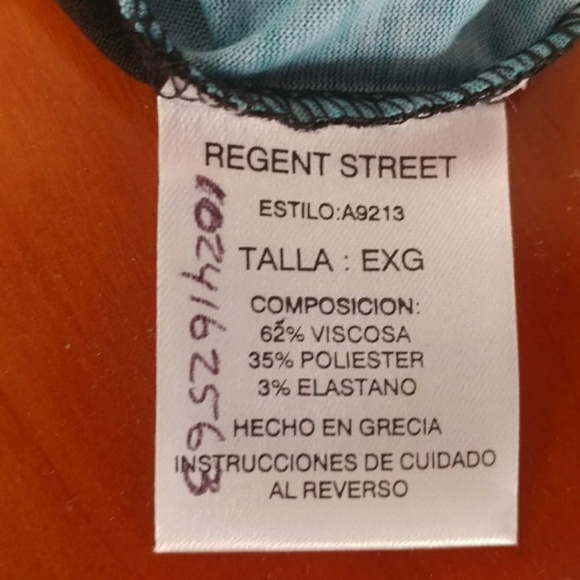 REGENT STREET
ESTILO:A9213
TALLA : EXG
COMPOSICION:
62% VISCOSA
35% POLIESTER
3% ELASTANO
HECHO EN GRECIA
INSTRUCCIONES DE CUIDADO
AL REVERSO